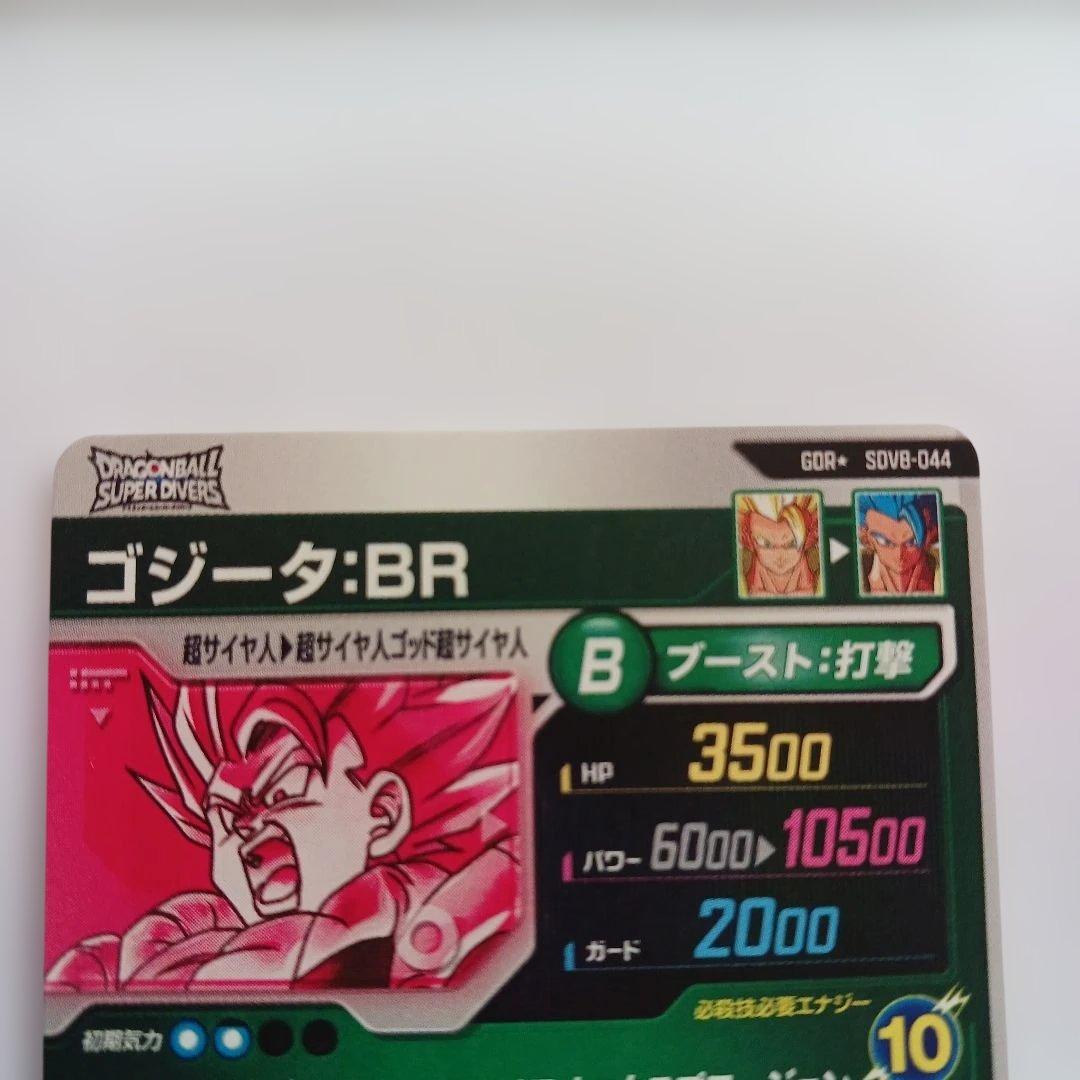 DRAGONBALL
SUPER DIVERS
GDR★ SDV8-044
ゴジータ:BR
超サイヤ人▶超サイヤ人ゴッド超サイヤ人
B ブースト:打撃
HP 3500
パワー 6000▶10500
ガード 2000
初期気力
必殺技必要エナジー
10